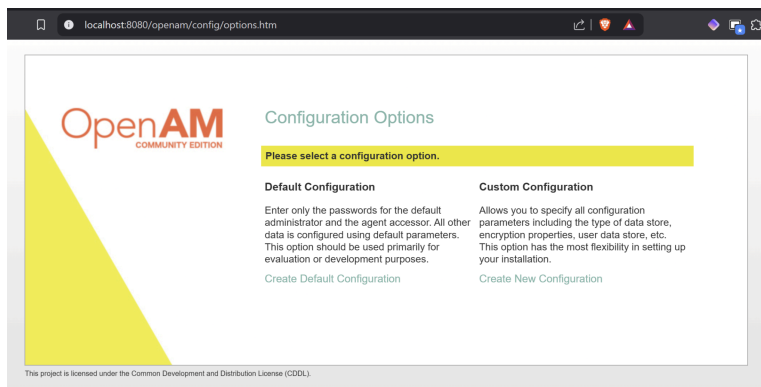 localhost:8080/openam/config/options.htm
OpenAM
COMMUNITY EDITION
Configuration Options
Please select a configuration option.
Default Configuration
Enter only the passwords for the default
administrator and the agent accessor. All other
data is configured using default parameters.
This option should be used primarily for
evaluation or development purposes.
Create Default Configuration
Custom Configuration
Allows you to specify all configuration
parameters including the type of data store,
encryption properties, user data store, etc.
This option has the most flexibility in setting up
your installation.
Create New Configuration
This project is licensed under the Common Development and Distribution License (CDDL).